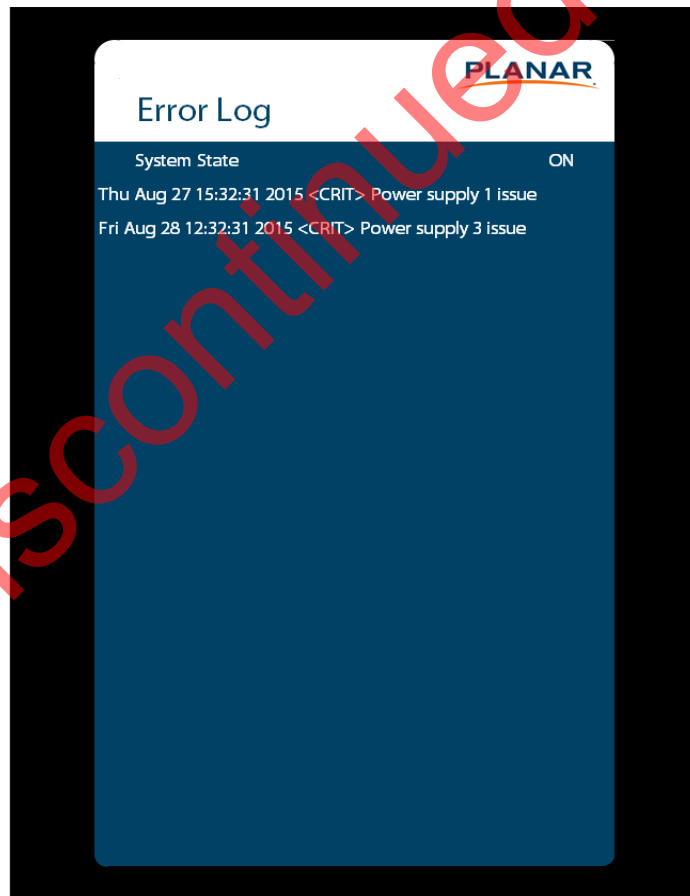 PLANAR
Error Log
System State ON
Thu Aug 27 15:32:31 2015 <CRIT> Power supply 1 issue
Fri Aug 28 12:32:31 2015 <CRIT> Power supply 3 issue
iscontinued